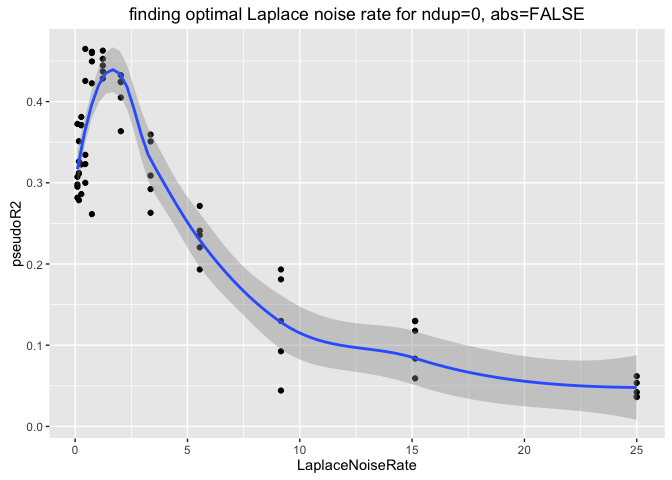 finding optimal Laplace noise rate for ndup=0, abs=FALSE
pseudoR2
0.4
0.3
0.2
0.1
0.0
0 5 10 15 20 25
LaplaceNoiseRate